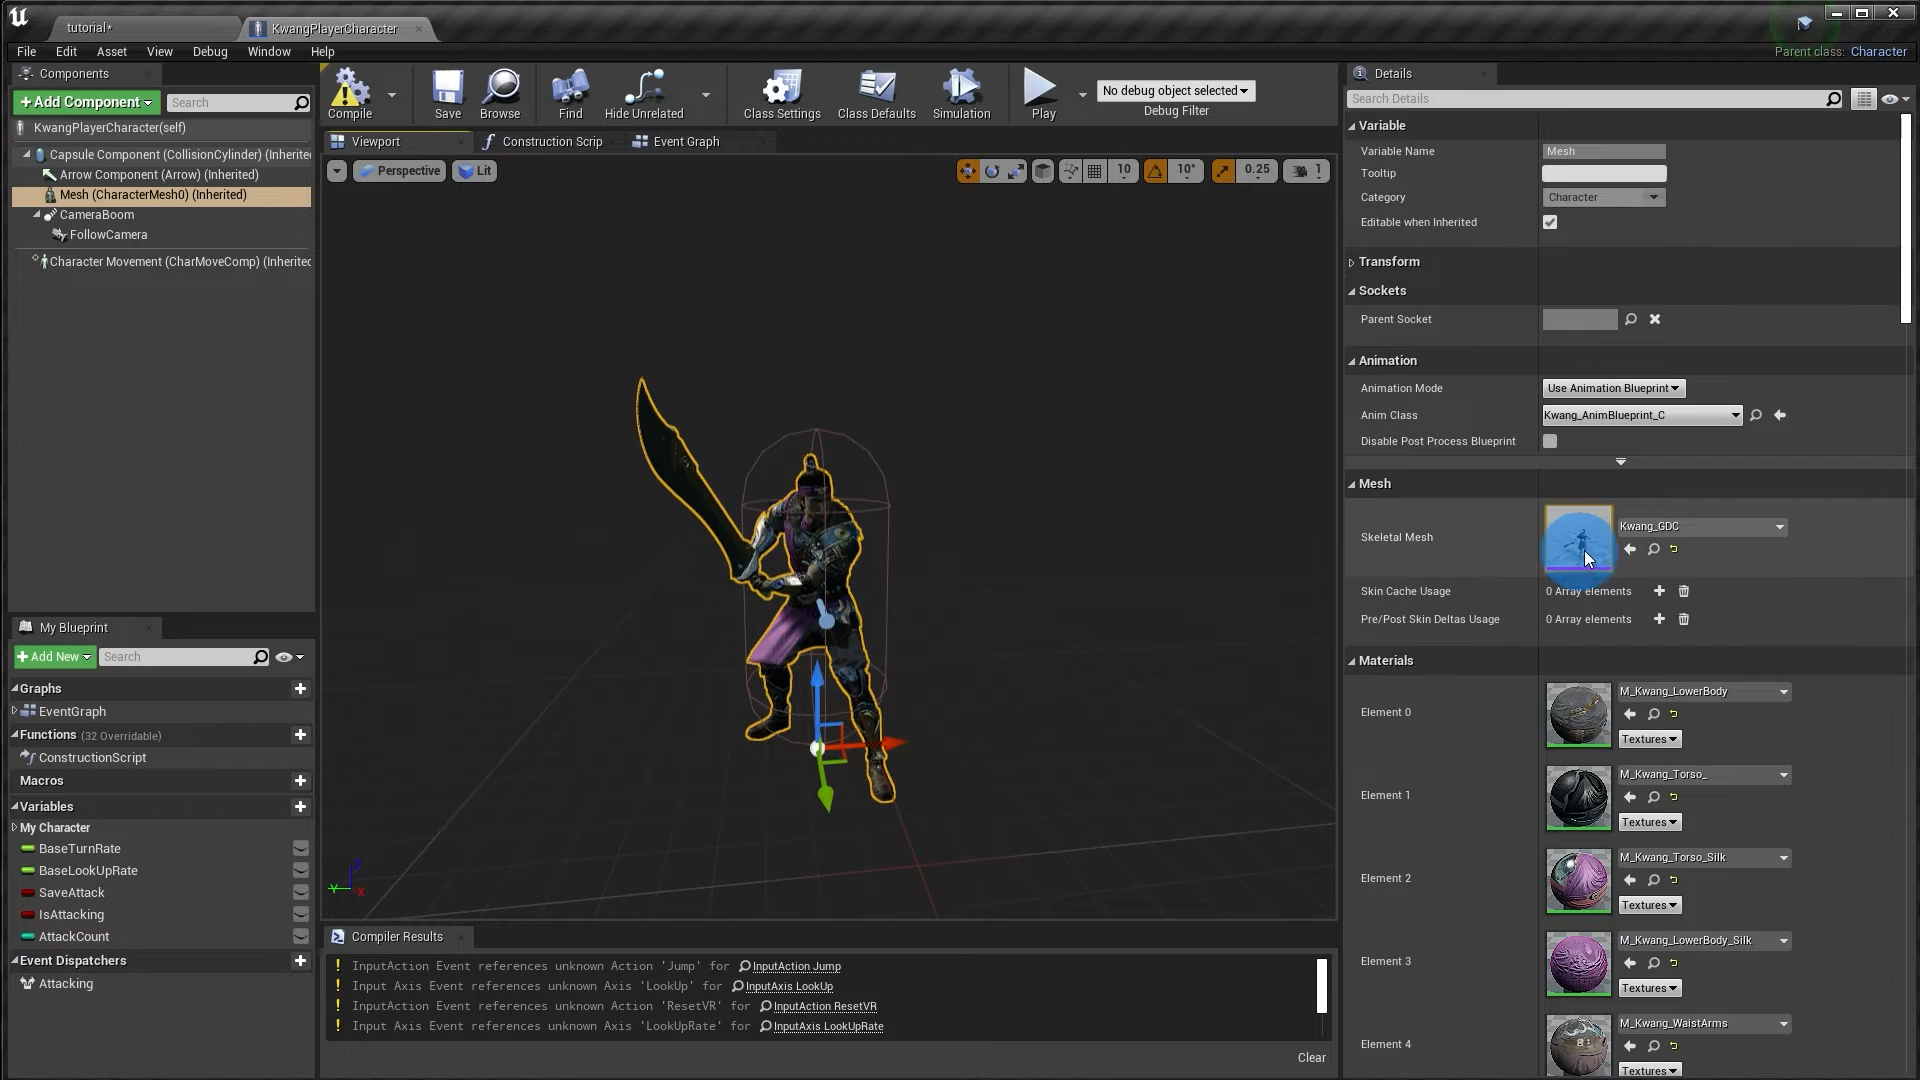 tutorial*
KwangPlayerCharacter
File Edit Asset View Debug Window Help
Parent class: Character
Components
+Add Component
Search
KwangPlayerCharacter(self)
Capsule Component (CollisionCylinder) (Inherite
Arrow Component (Arrow) (Inherited)
Mesh (CharacterMesh0) (Inherited)
CameraBoom
FollowCamera
Character Movement (CharMoveComp) (Inherited
My Blueprint
+Add New
Search
Graphs
EventGraph
Functions (32 Overridable)
ConstructionScript
Macros
Variables
My Character
BaseTurnRate
BaseLookUpRate
SaveAttack
IsAttacking
AttackCount
Event Dispatchers
Attacking
Compile Save Browse Find Hide Unrelated Class Settings Class Defaults Simulation Play
No debug object selected
Debug Filter
Viewport Construction Scrip Event Graph
Perspective Lit 10 10° 0.25 1
Z
Y X
Compiler Results
! InputAction Event references unknown Action 'Jump' for InputAction Jump
! Input Axis Event references unknown Axis 'LookUp' for InputAxis LookUp
! InputAction Event references unknown Action 'ResetVR' for InputAction ResetVR
! Input Axis Event references unknown Axis 'LookUpRate' for InputAxis LookUpRate
Clear
Details
Search Details
Variable
Variable Name Mesh
Tooltip
Category Character
Editable when Inherited
Transform
Sockets
Parent Socket
Animation
Animation Mode Use Animation Blueprint
Anim Class Kwang_AnimBlueprint_C
Disable Post Process Blueprint
Mesh
Skeletal Mesh Kwang_GDC
Skin Cache Usage 0 Array elements
Pre/Post Skin Deltas Usage 0 Array elements
Materials
Element 0 M_Kwang_LowerBody
Textures
Element 1 M_Kwang_Torso_
Textures
Element 2 M_Kwang_Torso_Silk
Textures
Element 3 M_Kwang_LowerBody_Silk
Textures
Element 4 M_Kwang_WaistArms
Textures